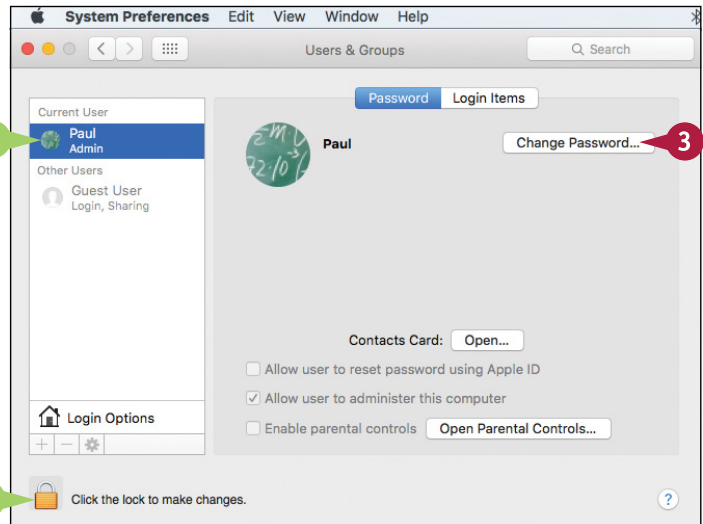 System Preferences Edit View Window Help
Users & Groups
Search
Password Login Items
Current User
Paul
Admin
Paul
Change Password...
3
Other Users
Guest User
Login, Sharing
Contacts Card: Open...
Allow user to reset password using Apple ID
Allow user to administer this computer
Enable parental controls Open Parental Controls...
Login Options
+ −
Click the lock to make changes.
?